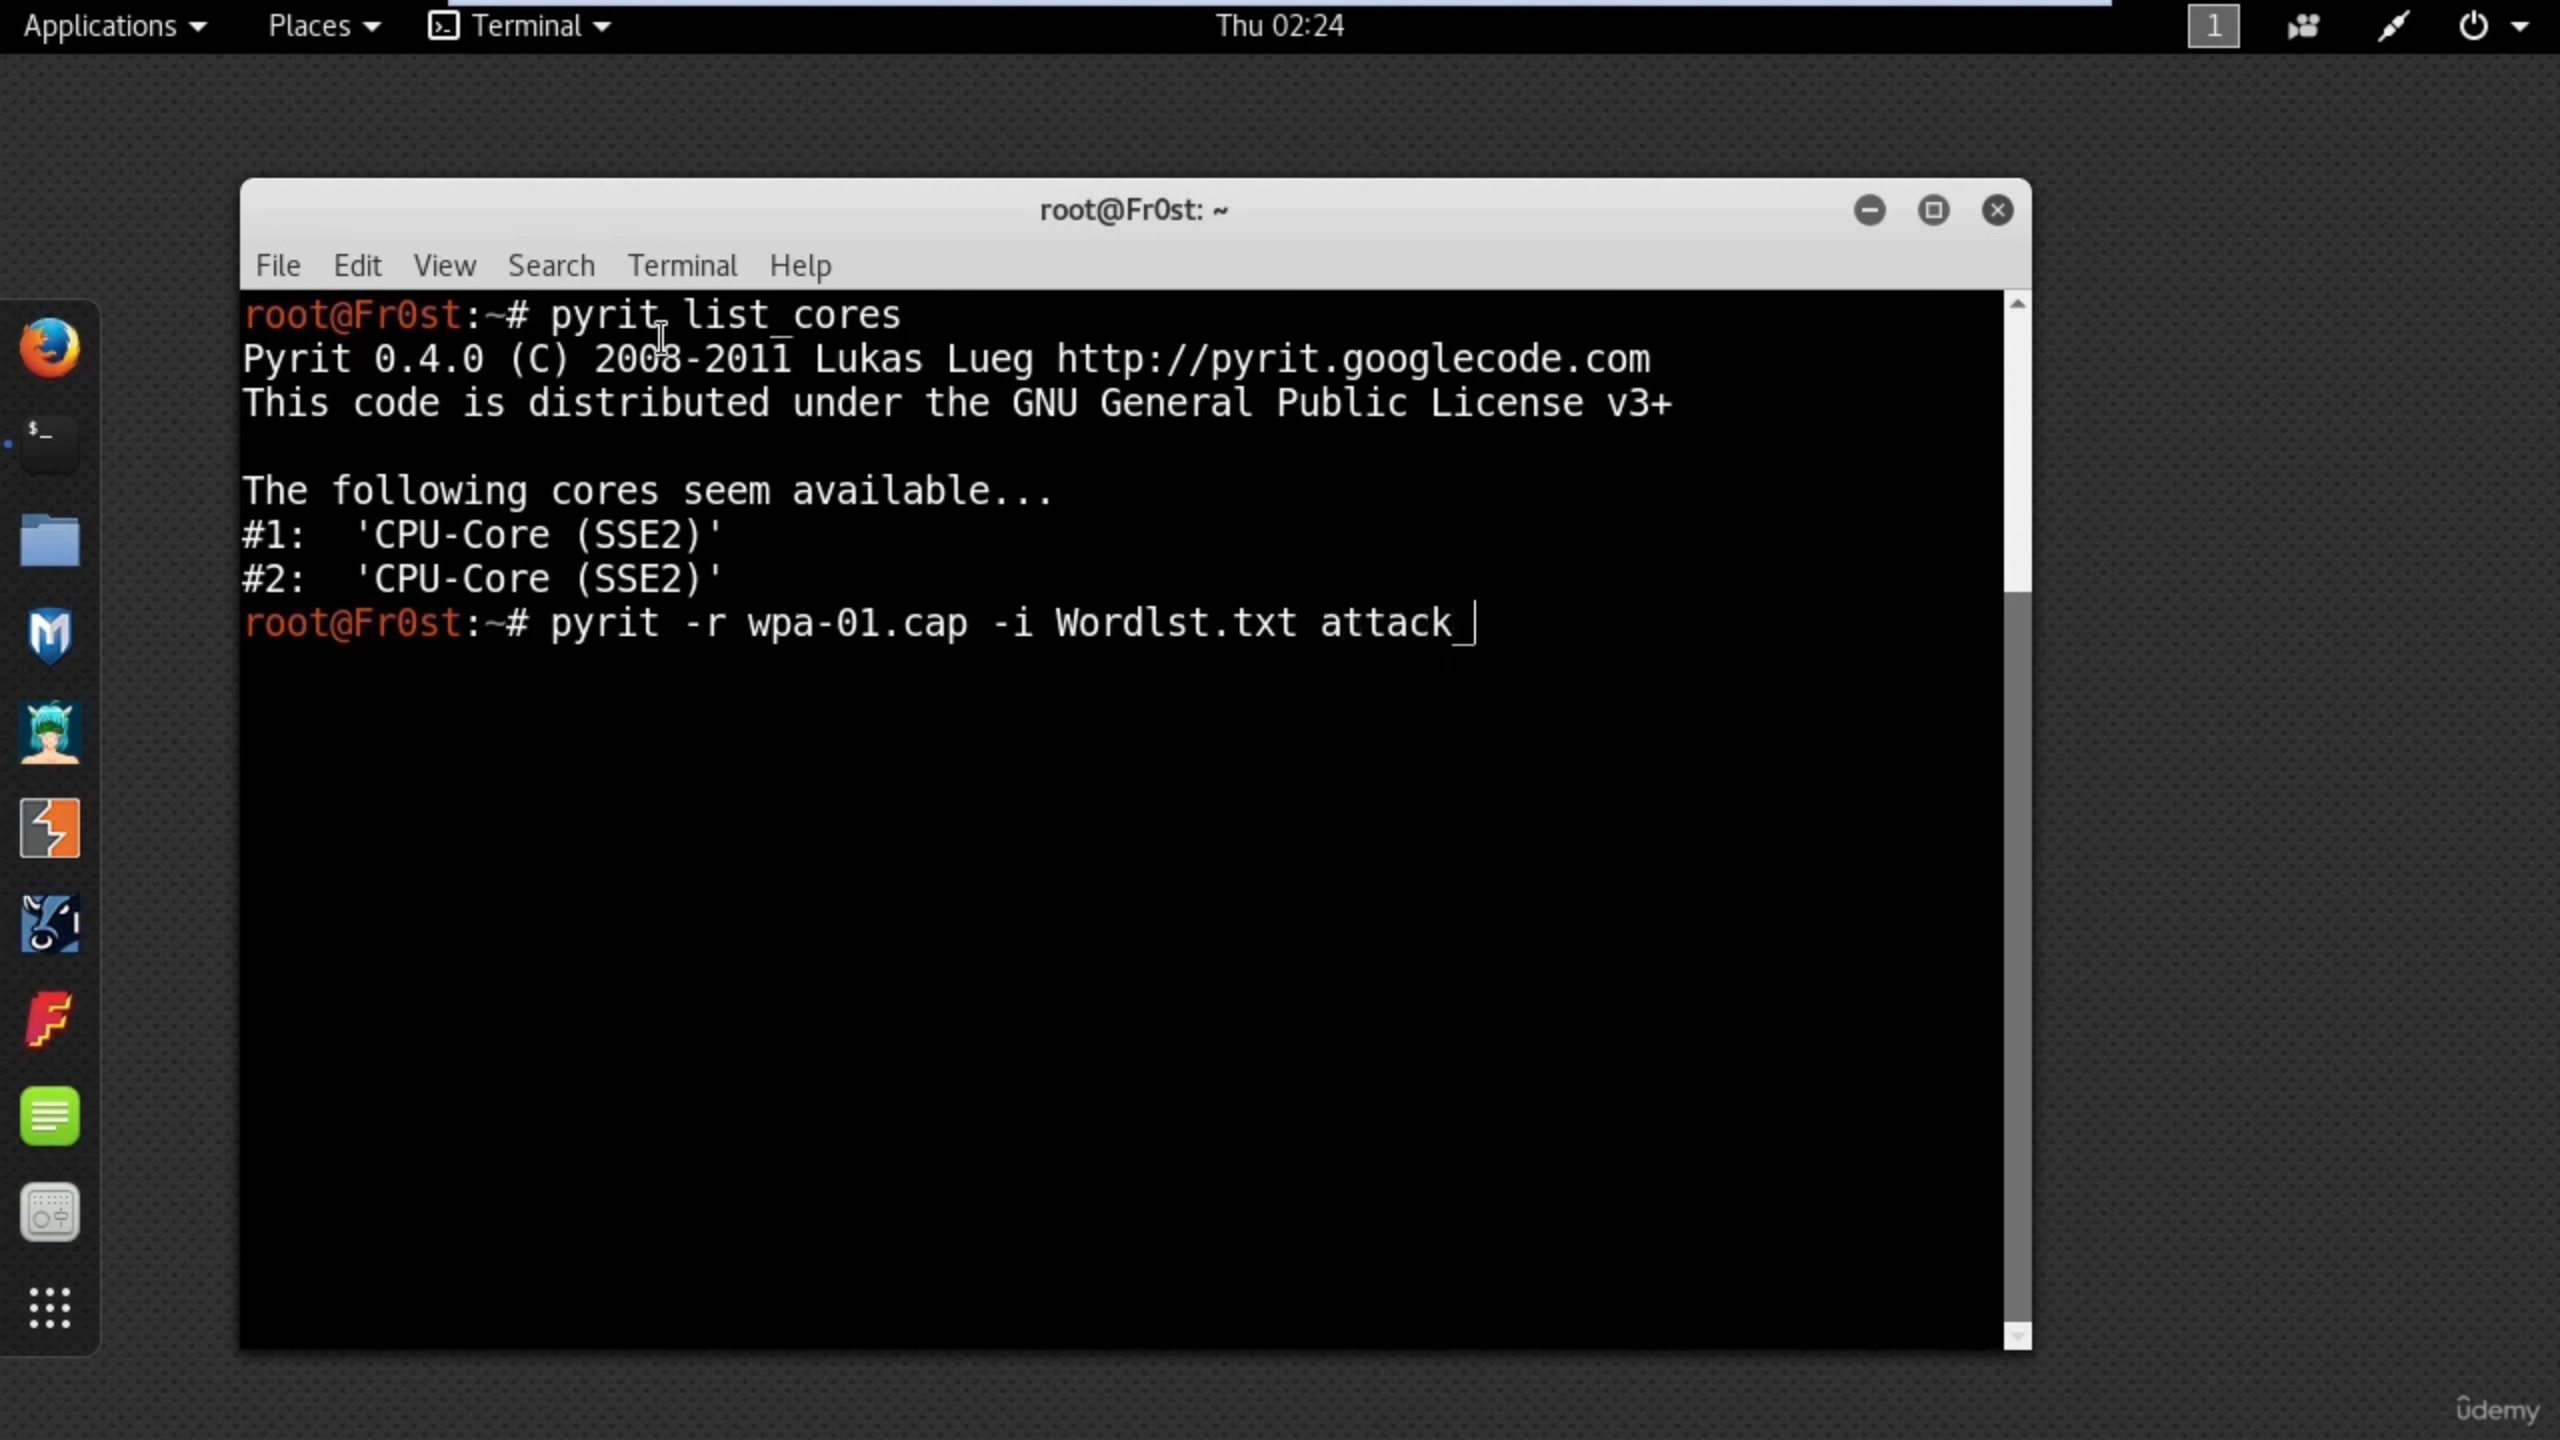 Applications Places Terminal Thu 02:24 1
root@Fr0st: ~
File Edit View Search Terminal Help
root@Fr0st:~# pyrit list_cores
Pyrit 0.4.0 (C) 2008-2011 Lukas Lueg http://pyrit.googlecode.com
This code is distributed under the GNU General Public License v3+
The following cores seem available...
#1:  'CPU-Core (SSE2)'
#2:  'CPU-Core (SSE2)'
root@Fr0st:~# pyrit -r wpa-01.cap -i Wordlst.txt attack_
$_
ûdemy